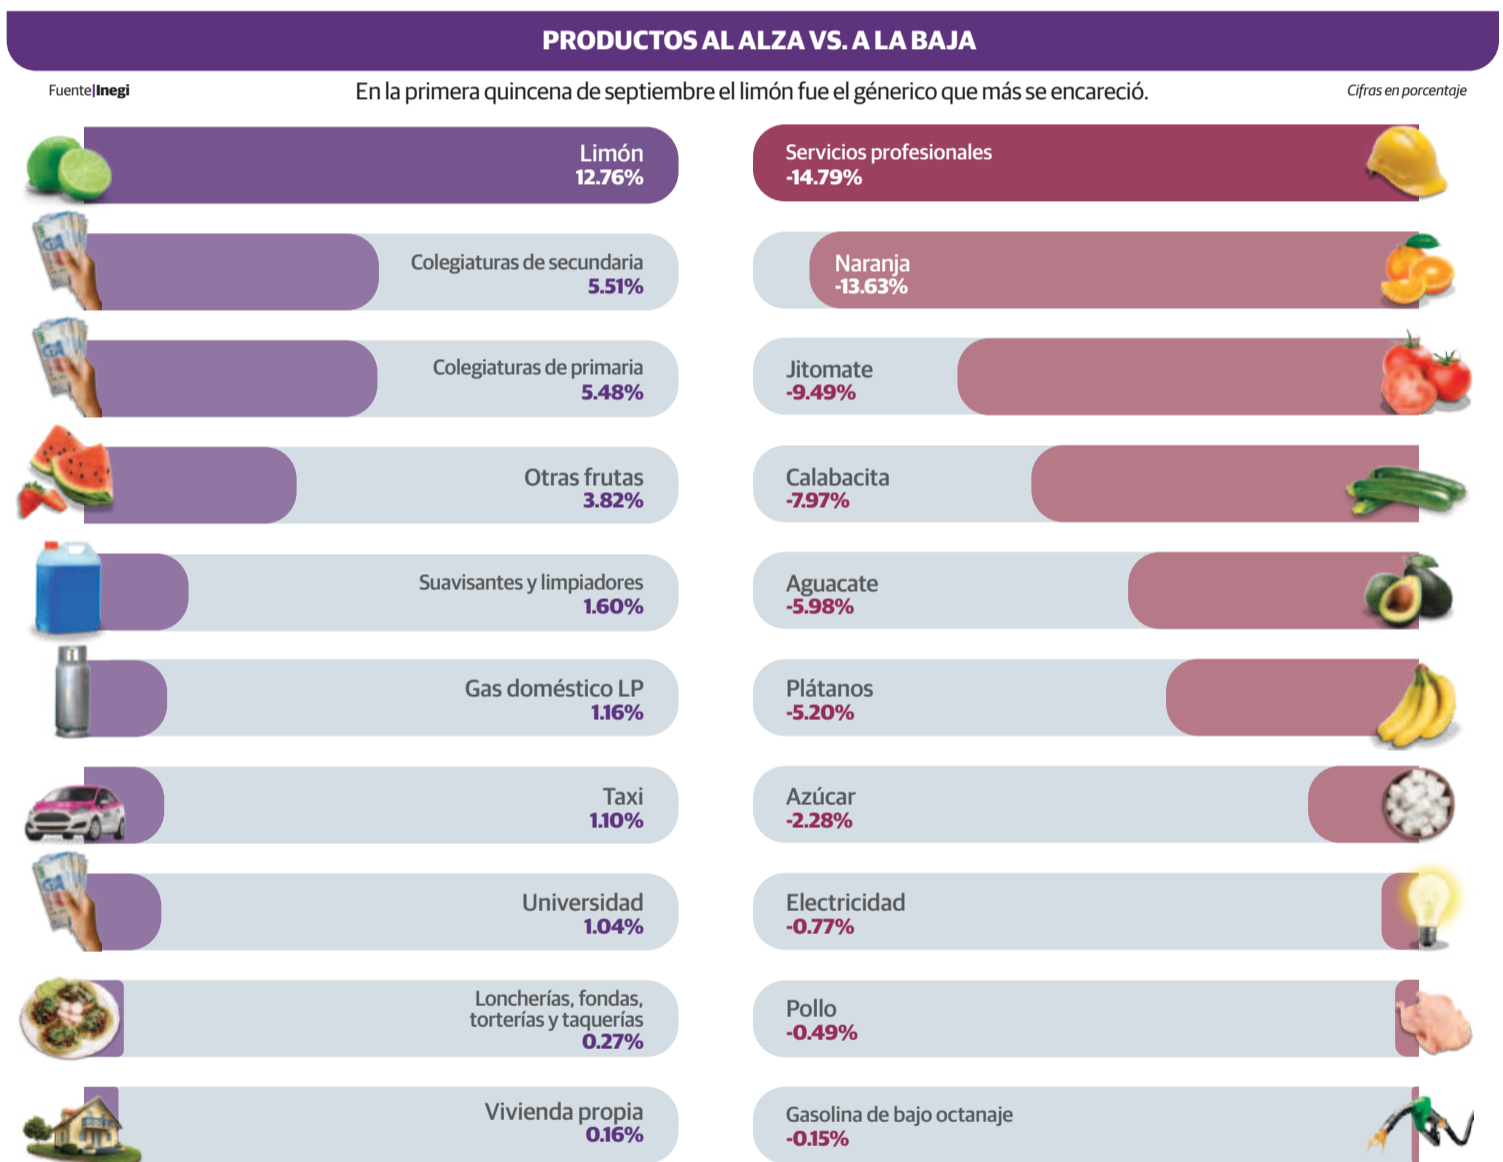 PRODUCTOS AL ALZA VS. A LA BAJA
Fuente|Inegi
En la primera quincena de septiembre el limón fue el génerico que más se encareció.
Cifras en porcentaje
Limón
12.76%
Colegiaturas de secundaria
5.51%
Colegiaturas de primaria
5.48%
Otras frutas
3.82%
Suavisantes y limpiadores
1.60%
Gas doméstico LP
1.16%
Taxi
1.10%
Universidad
1.04%
Loncherías, fondas,
torterías y taquerías
0.27%
Vivienda propia
0.16%
Servicios profesionales
-14.79%
Naranja
-13.63%
Jitomate
-9.49%
Calabacita
-7.97%
Aguacate
-5.98%
Plátanos
-5.20%
Azúcar
-2.28%
Electricidad
-0.77%
Pollo
-0.49%
Gasolina de bajo octanaje
-0.15%